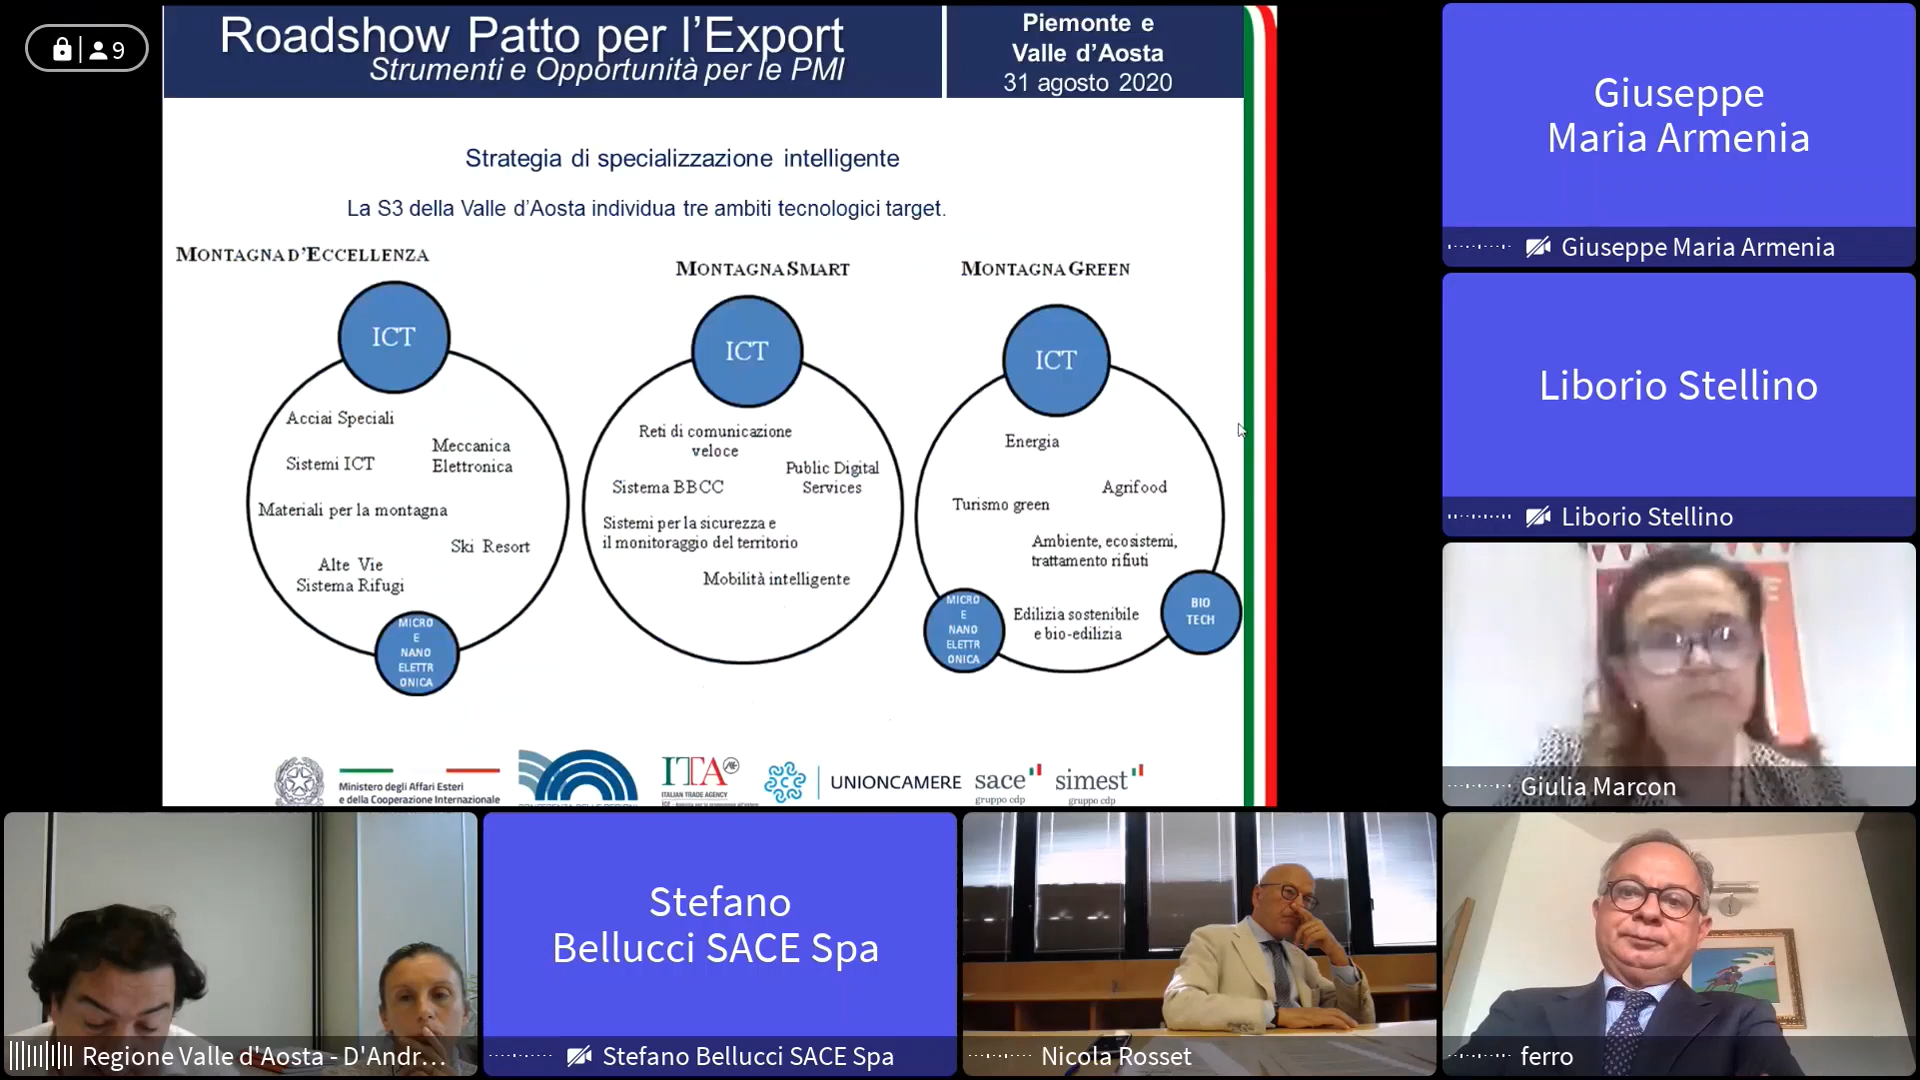 9
Roadshow Patto per l'Export
Strumenti e Opportunità per le PMI
Piemonte e
Valle d'Aosta
31 agosto 2020
Strategia di specializzazione intelligente
La S3 della Valle d'Aosta individua tre ambiti tecnologici target.
MONTAGNA D'ECCELLENZA
ICT
Acciai Speciali
Meccanica
Elettronica
Sistemi ICT
Materiali per la montagna
Ski Resort
Alte Vie
Sistema Rifugi
MICRO
E
NANO
ELETTR
ONICA
MONTAGNA SMART
ICT
Reti di comunicazione
veloce
Public Digital
Services
Sistema BBCC
Sistemi per la sicurezza e
il monitoraggio del territorio
Mobilità intelligente
MONTAGNA GREEN
ICT
Energia
Agrifood
Turismo green
Ambiente, ecosistemi,
trattamento rifiuti
Edilizia sostenibile
e bio-edilizia
MICRO
E
NANO
ELETTR
ONICA
BIO
TECH
Ministero degli Affari Esteri
e della Cooperazione Internazionale
ITA
ITALIAN TRADE AGENCY
UNIONCAMERE
sace
gruppo cdp
simest
gruppo cdp
Giuseppe
Maria Armenia
Giuseppe Maria Armenia
Liborio Stellino
Liborio Stellino
Giulia Marcon
Regione Valle d'Aosta - D'Andr...
Stefano
Bellucci SACE Spa
Stefano Bellucci SACE Spa
Nicola Rosset
ferro